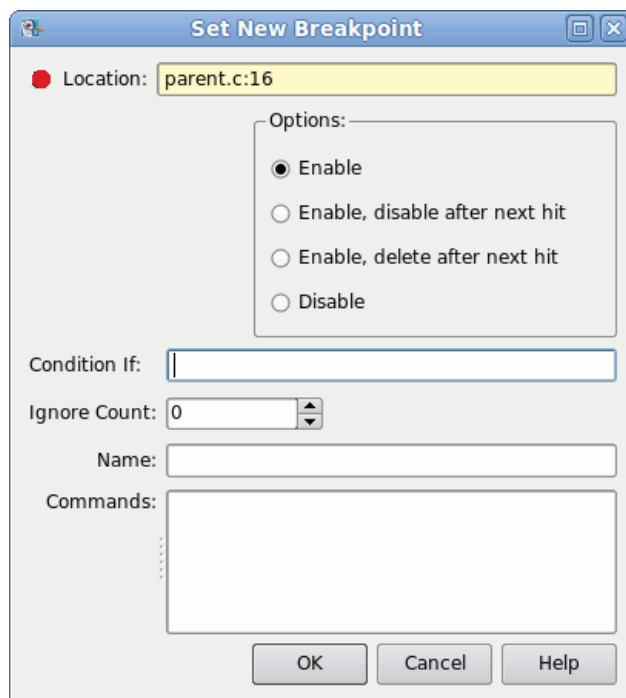 Set New Breakpoint
Location: parent.c:16
Options:
Enable
Enable, disable after next hit
Enable, delete after next hit
Disable
Condition If:
Ignore Count: 0
Name:
Commands:
OK Cancel Help